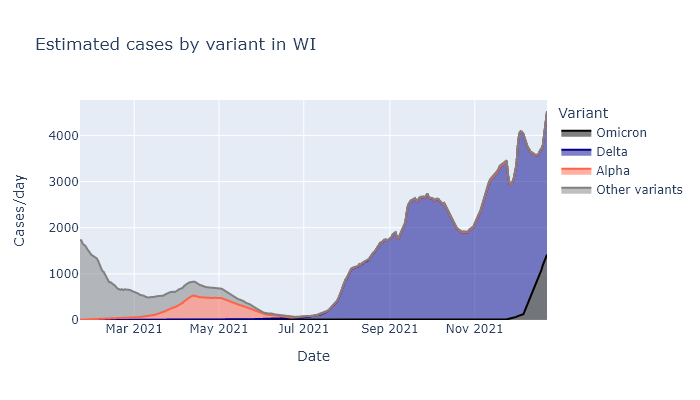 Estimated cases by variant in WI
Variant
Omicron
Delta
Alpha
Other variants
Cases/day
4000
3000
2000
1000
0
Mar 2021
May 2021
Jul 2021
Sep 2021
Nov 2021
Date